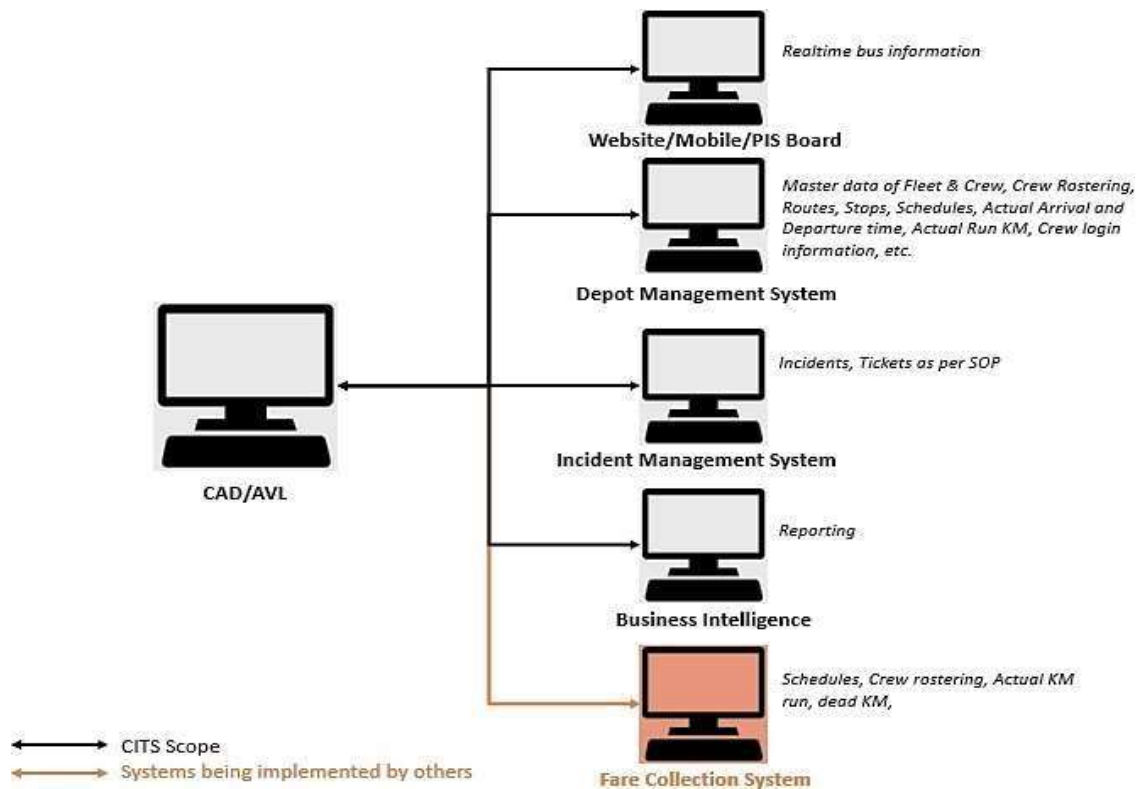 Realtime bus information
Website/Mobile/PIS Board
Master data of Fleet & Crew, Crew Rostering,
Routes, Stops, Schedules, Actual Arrival and
Departure time, Actual Run KM, Crew login
information, etc.
Depot Management System
Incidents, Tickets as per SOP
Incident Management System
CAD/AVL
Reporting
Business Intelligence
Schedules, Crew rostering, Actual KM
run, dead KM,
Fare Collection System
CITS Scope
Systems being implemented by others